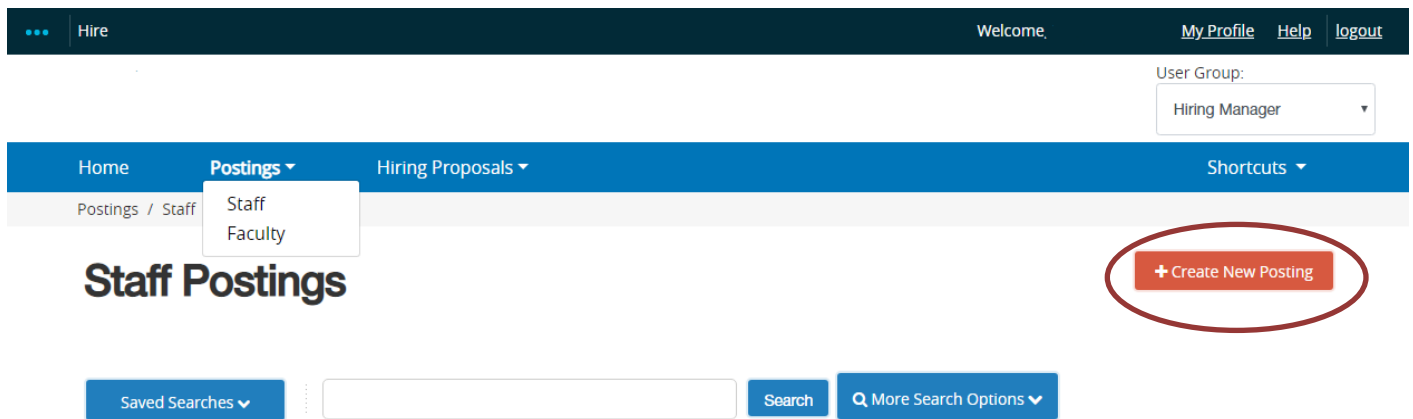 Hire Welcome, My Profile Help logout
User Group:
Hiring Manager
Home Postings Hiring Proposals Shortcuts
Postings / Staff
Staff
Faculty
Staff Postings
+ Create New Posting
Saved Searches Search More Search Options